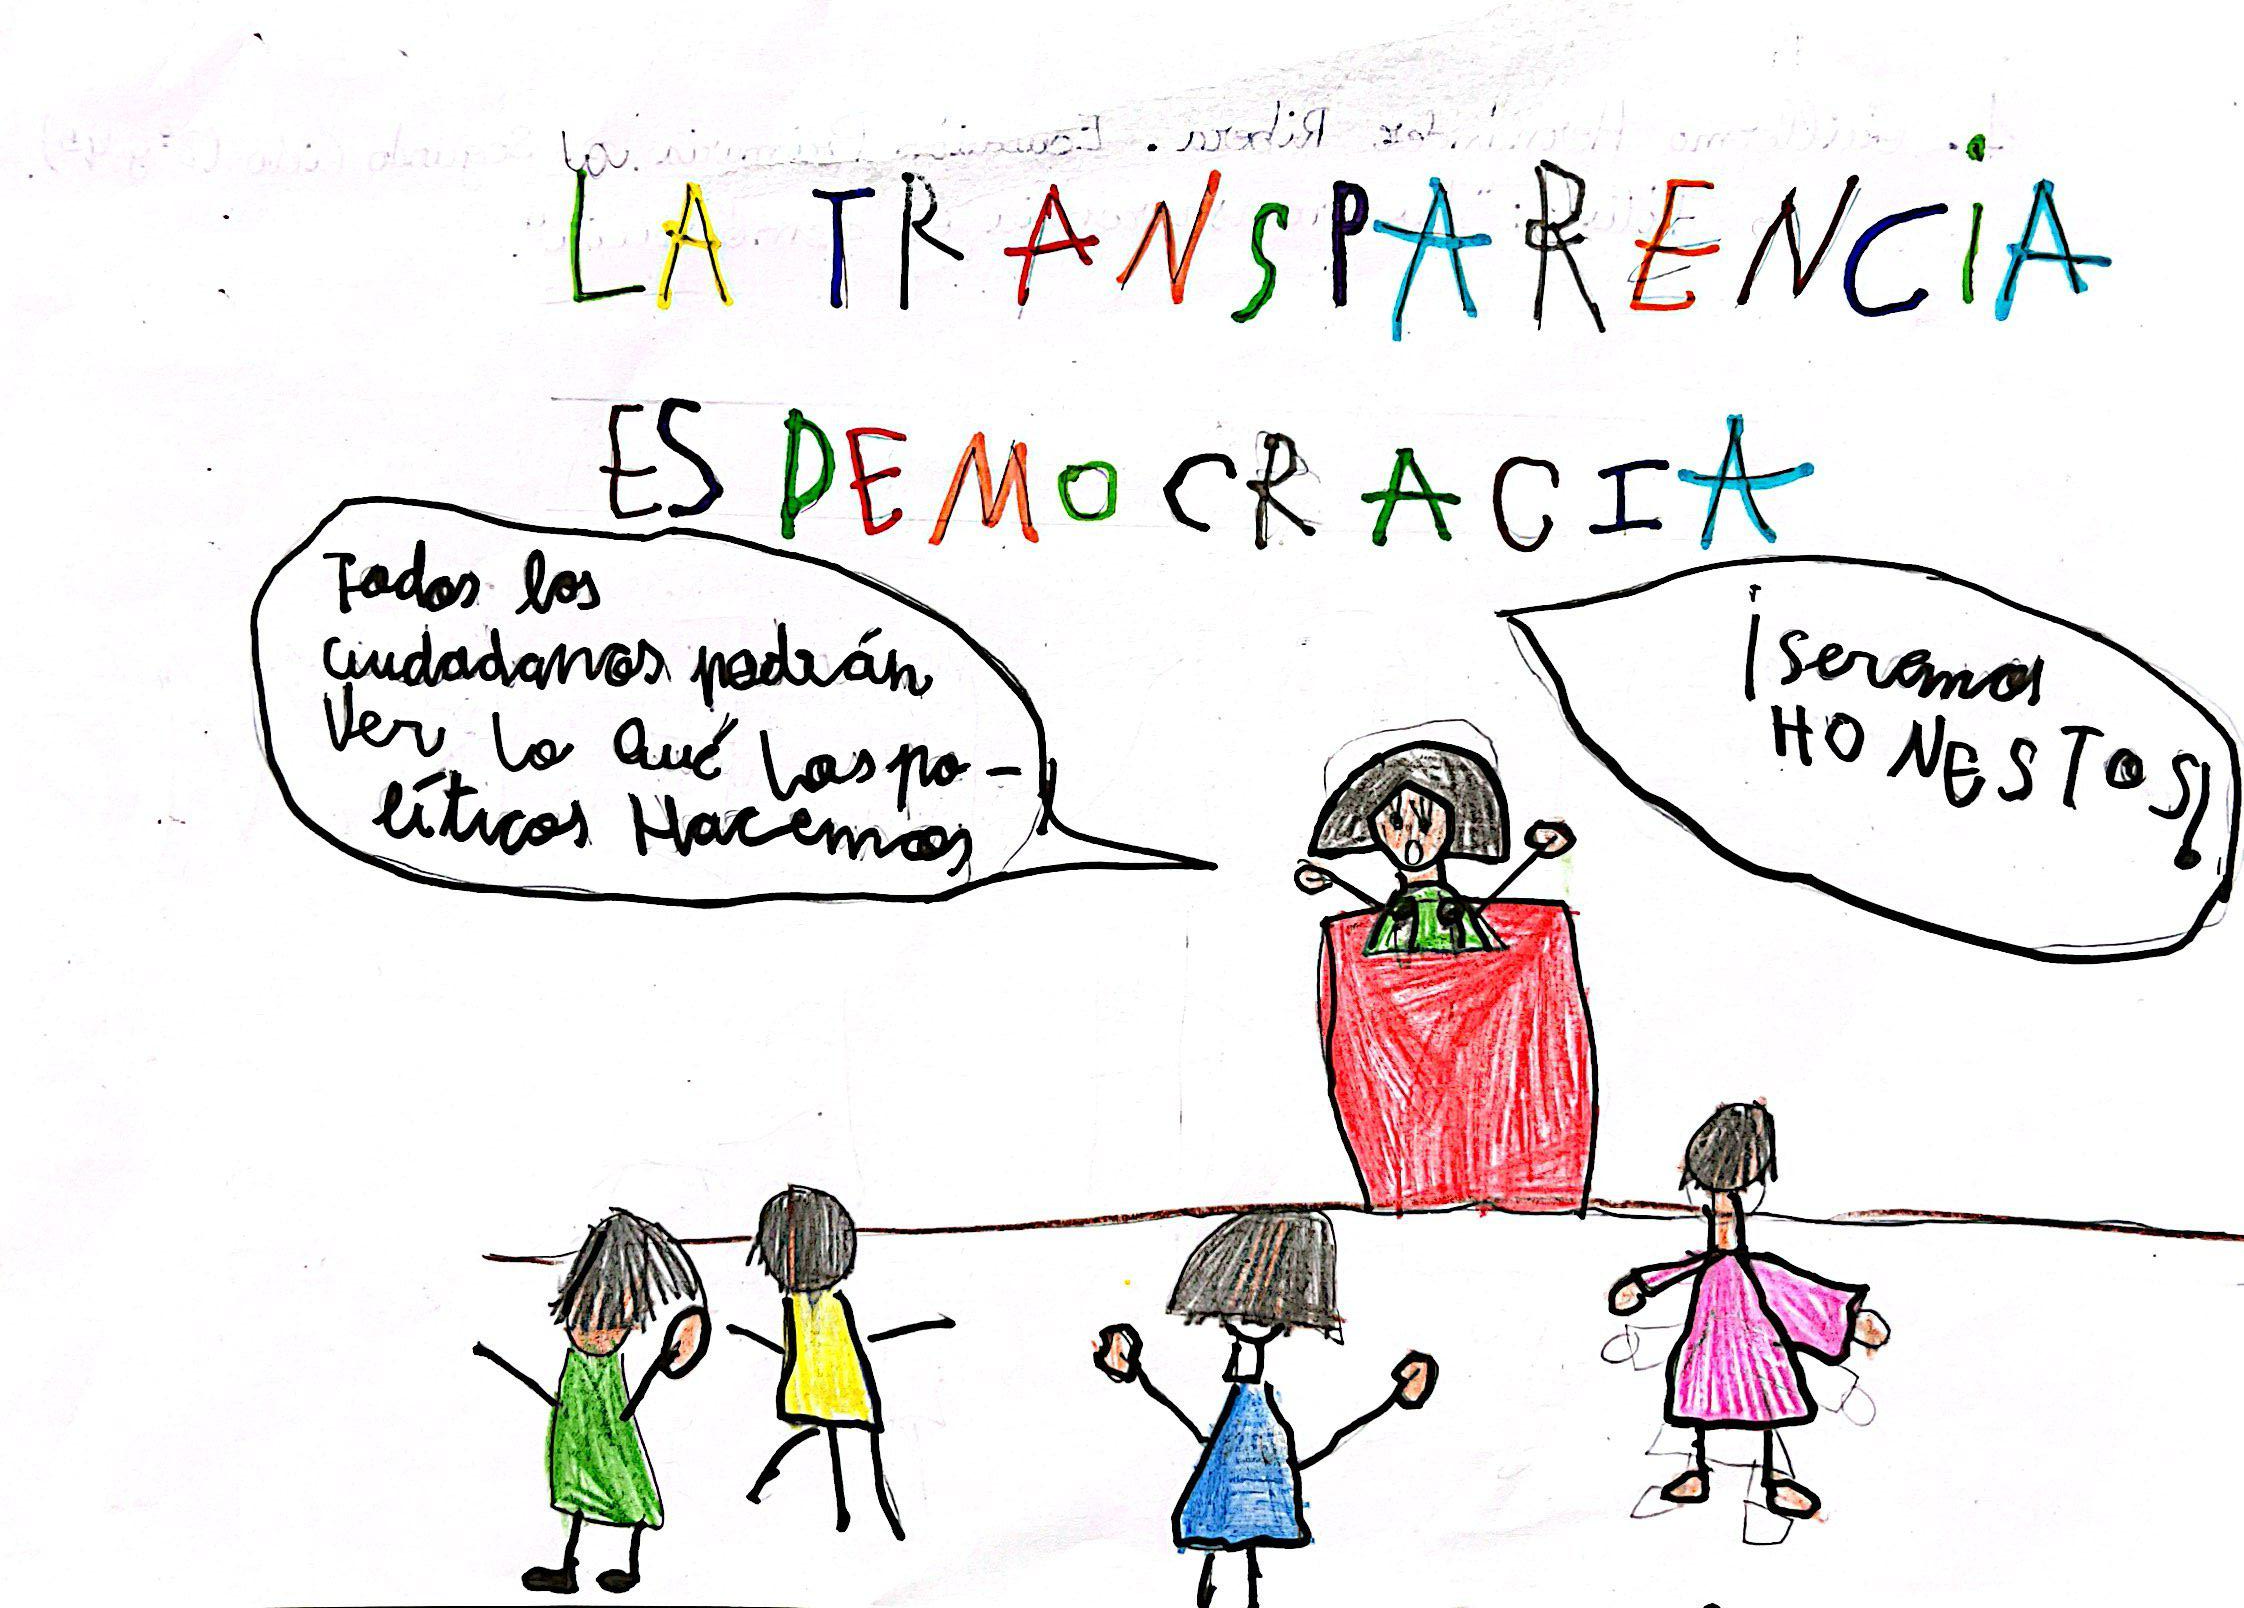 LA TRANSPARENCiA
ES DEMOCRACIA
Todos los
ciudadanos podrán
Ver lo Qué los po-
líticos Hacemos
¡seremos
HONESTOS!